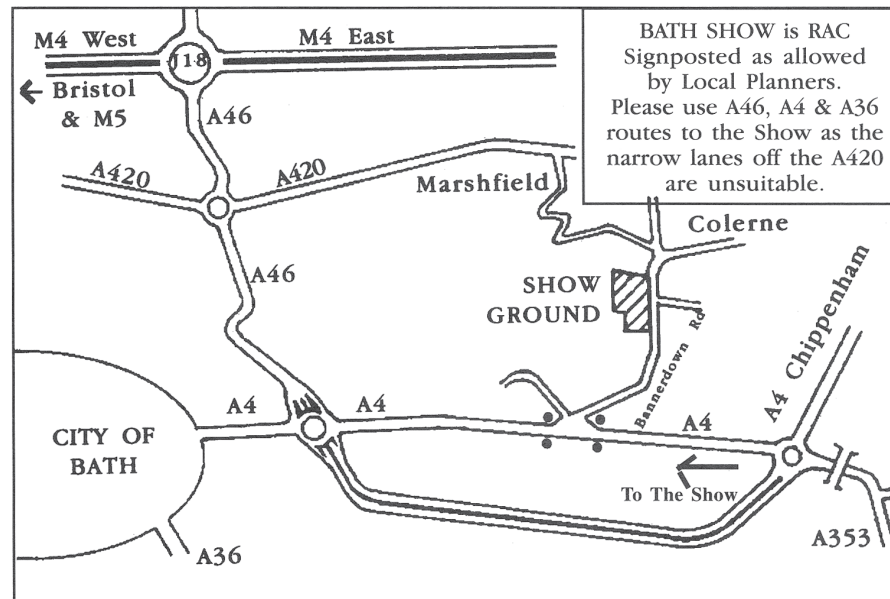 M4 West
M4 East
J18
Bristol
& M5
A46
BATH SHOW is RAC
Signposted as allowed
by Local Planners.
Please use A46, A4 & A36
routes to the Show as the
narrow lanes off the A420
are unsuitable.
A420
A420
Marshfield
Colerne
A46
SHOW
GROUND
Bannerdown Rd
A4 Chippenham
A4
A4
A4
CITY OF
BATH
To The Show
A36
A353